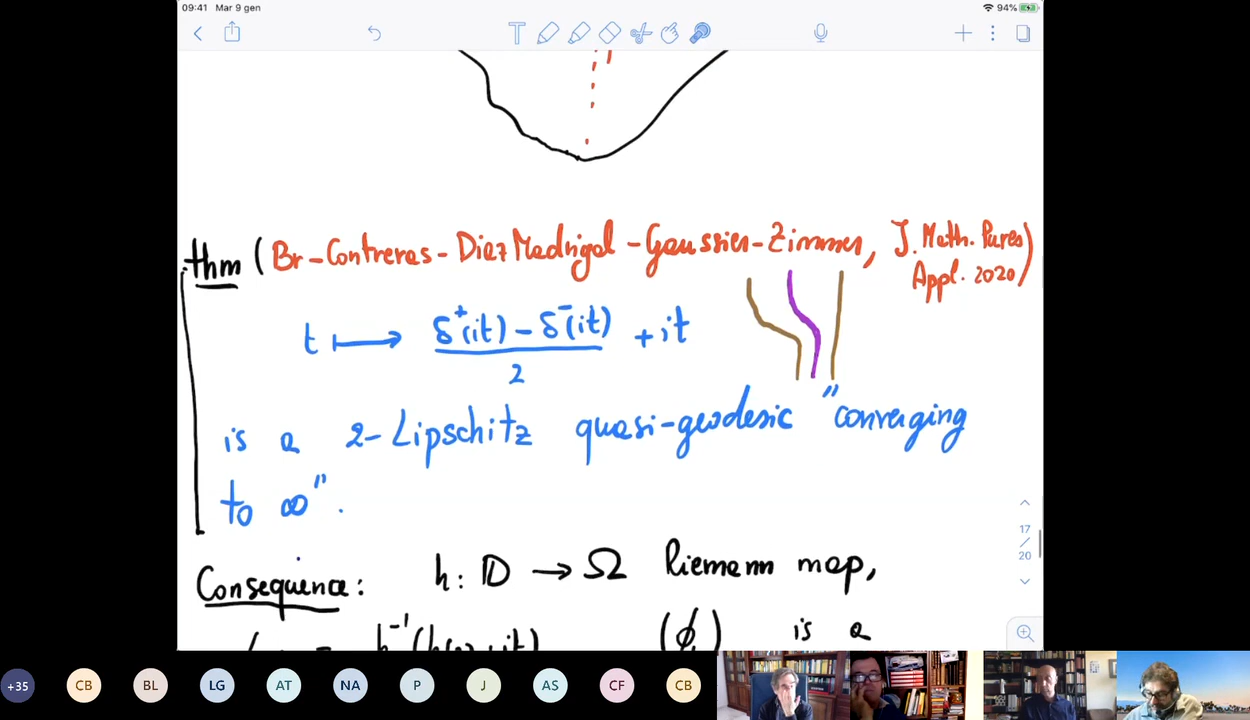 09:41 Mar 9 gen
94%
thm (Br-Contreras-Diaz Madrigal-Gaussier-Zimmer, J. Math. Pures
Appl. 2020)
t ⟼ δ⁺(it) - δ⁻(it) + it
2
is a 2-Lipschitz quasi-geodesic "converging
to ∞".
17
/
20
Consequence: h: 𝔻 → Ω Riemann map,
h⁻¹(h( it) (ϕ ) is a
+35 CB BL LG AT NA P J AS CF CB